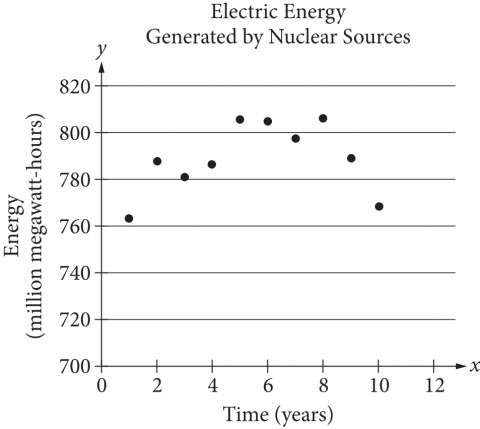 Electric Energy
Generated by Nuclear Sources
y
Energy
(million megawatt-hours)
820
800
780
760
740
720
700
0 2 4 6 8 10 12
x
Time (years)